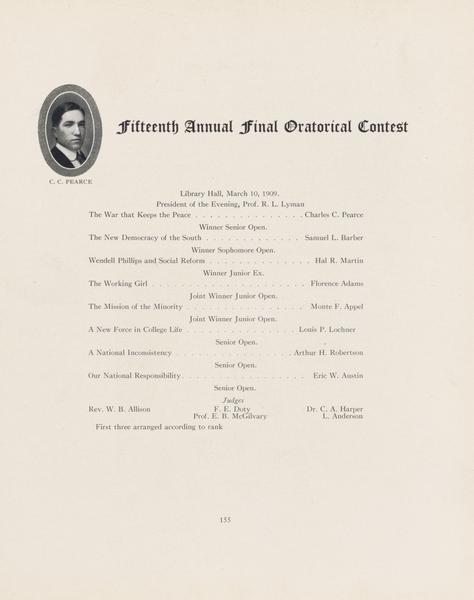 Fifteenth Annual Final Oratorical Contest
C. C. PEARCE
Library Hall, March 10, 1909.
President of the Evening, Prof. R. L. Lyman
The War that Keeps the Peace . . . . . . . . . . . . . . Charles C. Pearce
Winner Senior Open.
The New Democracy of the South . . . . . . . . . . . . Samuel L. Barber
Winner Sophomore Open.
Wendell Phillips and Social Reform . . . . . . . . . . . . . Hal R. Martin
Winner Junior Ex.
The Working Girl . . . . . . . . . . . . . . . . . . . . Florence Adams
Joint Winner Junior Open.
The Mission of the Minority . . . . . . . . . . . . . . . . Monte F. Appel
Joint Winner Junior Open.
A New Force in College Life . . . . . . . . . . . . . . Louis P. Lochner
Senior Open.
A National Inconsistency . . . . . . . . . . . . . . . Arthur H. Robertson
Senior Open.
Our National Responsibility . . . . . . . . . . . . . . . . Eric W. Austin
Senior Open.
Judges
Rev. W. B. Allison F. E. Doty Dr. C. A. Harper
Prof. E. B. McGilvary L. Anderson
First three arranged according to rank
155